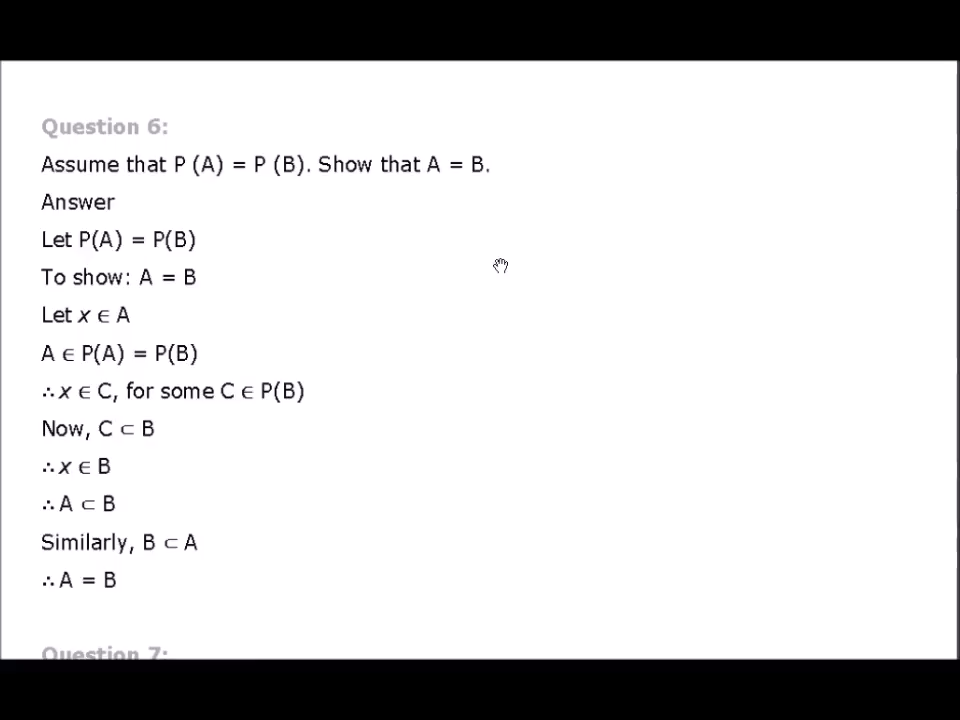 Question 6:
Assume that P (A) = P (B). Show that A = B.
Answer
Let P(A) = P(B)
To show: A = B
Let x ∈ A
A ∈ P(A) = P(B)
∴ x ∈ C, for some C ∈ P(B)
Now, C ⊂ B
∴ x ∈ B
∴ A ⊂ B
Similarly, B ⊂ A
∴ A = B
Question 7: